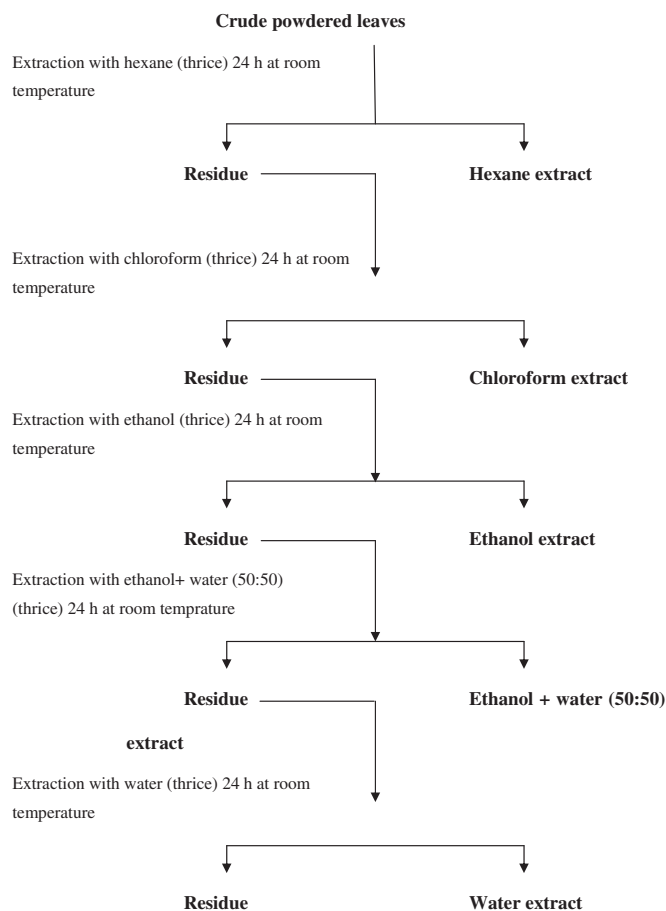 Crude powdered leaves
Extraction with hexane (thrice) 24 h at room
temperature
Residue
Hexane extract
Extraction with chloroform (thrice) 24 h at room
temperature
Residue
Chloroform extract
Extraction with ethanol (thrice) 24 h at room
temperature
Residue
Ethanol extract
Extraction with ethanol+ water (50:50)
(thrice) 24 h at room temprature
Residue
Ethanol + water (50:50)
extract
Extraction with water (thrice) 24 h at room
temperature
Residue
Water extract